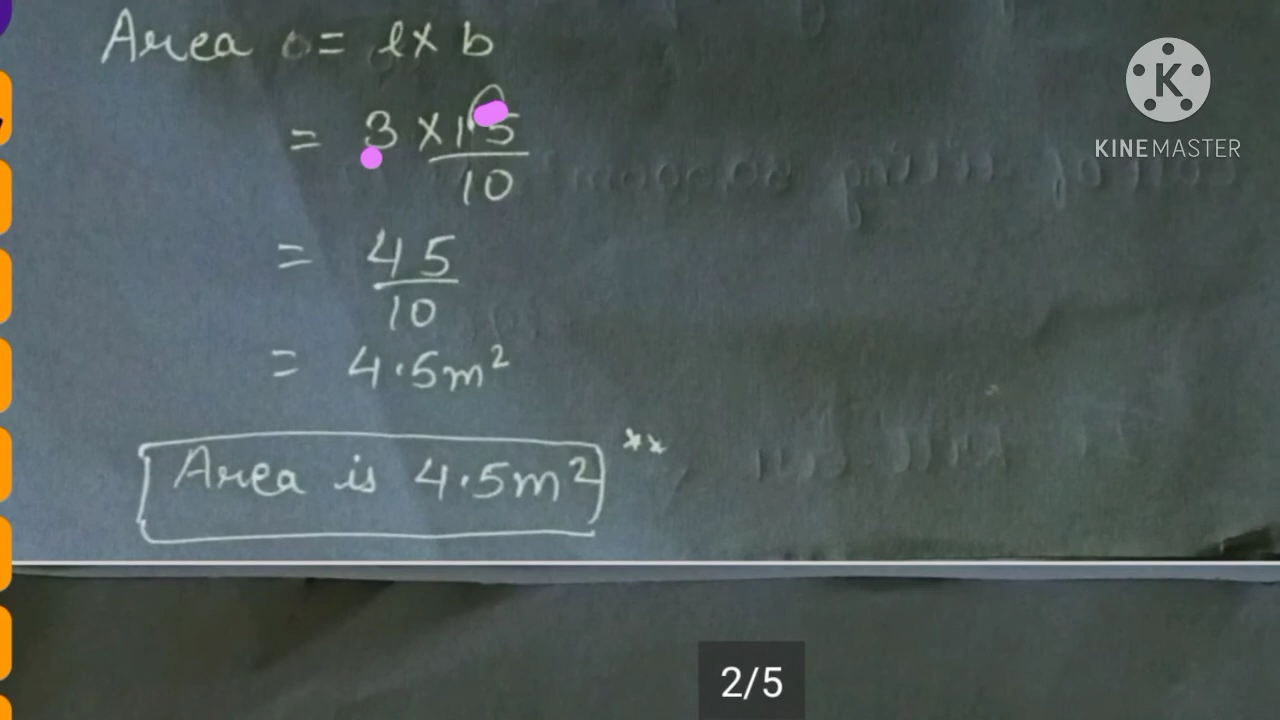 Area = l × b
= 3 × 15
10
= 45
10
= 4.5m²
Area is 4.5m² **
K
KINEMASTER
2/5